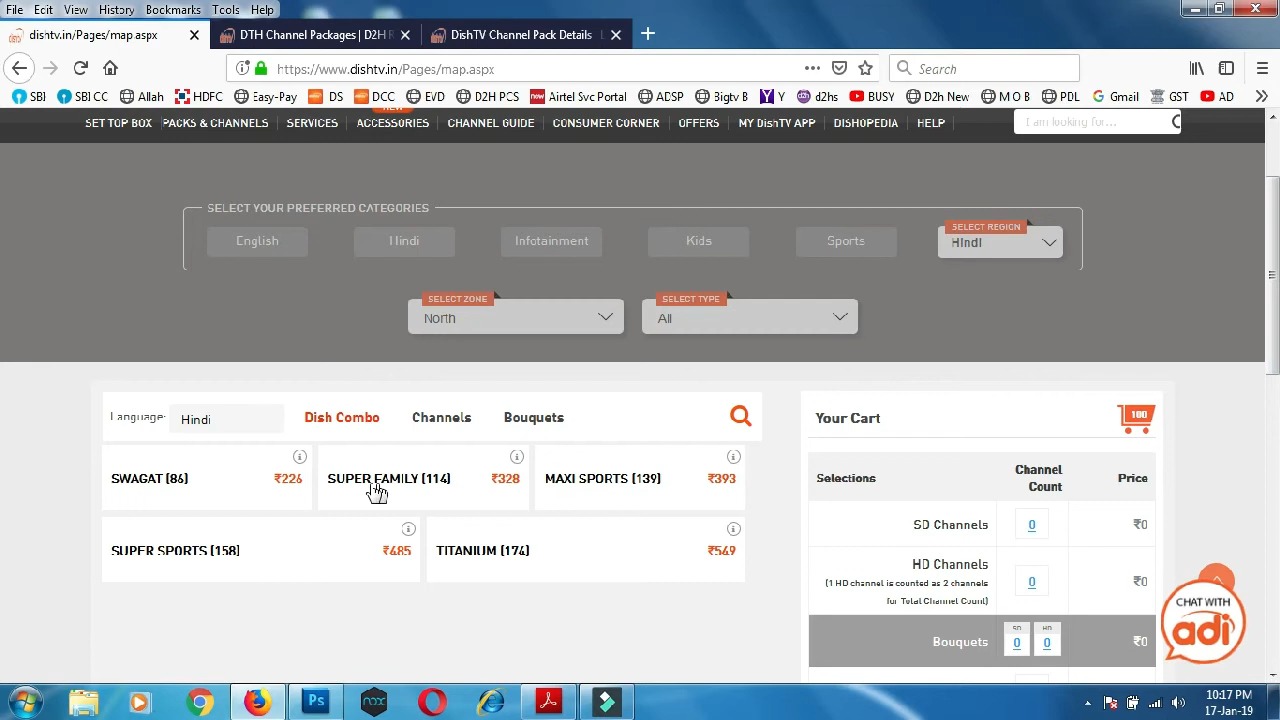 File Edit View History Bookmarks Tools Help
dishtv.in/Pages/map.aspx
DTH Channel Packages | D2H R
DishTV Channel Pack Details
https://www.dishtv.in/Pages/map.aspx
Search
SBI SBI CC Allah HDFC Easy-Pay DS DCC EVD D2H PCS Airtel Svc Portal ADSP Bigtv B Y d2hs BUSY D2h New M O B PDL Gmail GST AD
SET TOP BOX PACKS & CHANNELS SERVICES ACCESSORIES CHANNEL GUIDE CONSUMER CORNER OFFERS MY DishTV APP DISHOPEDIA HELP
I am looking for...
SELECT YOUR PREFERRED CATEGORIES
English Hindi Infotainment Kids Sports
SELECT REGION
Hindi
SELECT ZONE
North
SELECT TYPE
All
Language: Hindi Dish Combo Channels Bouquets
SWAGAT (86) ₹226
SUPER FAMILY (114) ₹328
MAXI SPORTS (139) ₹393
SUPER SPORTS (158) ₹485
TITANIUM (174) ₹549
Your Cart 100
Selections Channel Count Price
SD Channels 0 ₹0
HD Channels 0 ₹0
(1 HD channel is counted as 2 channels
for Total Channel Count)
SD HD
Bouquets 0 0 ₹0
CHAT WITH
adi
Ps nox
10:17 PM
17-Jan-19